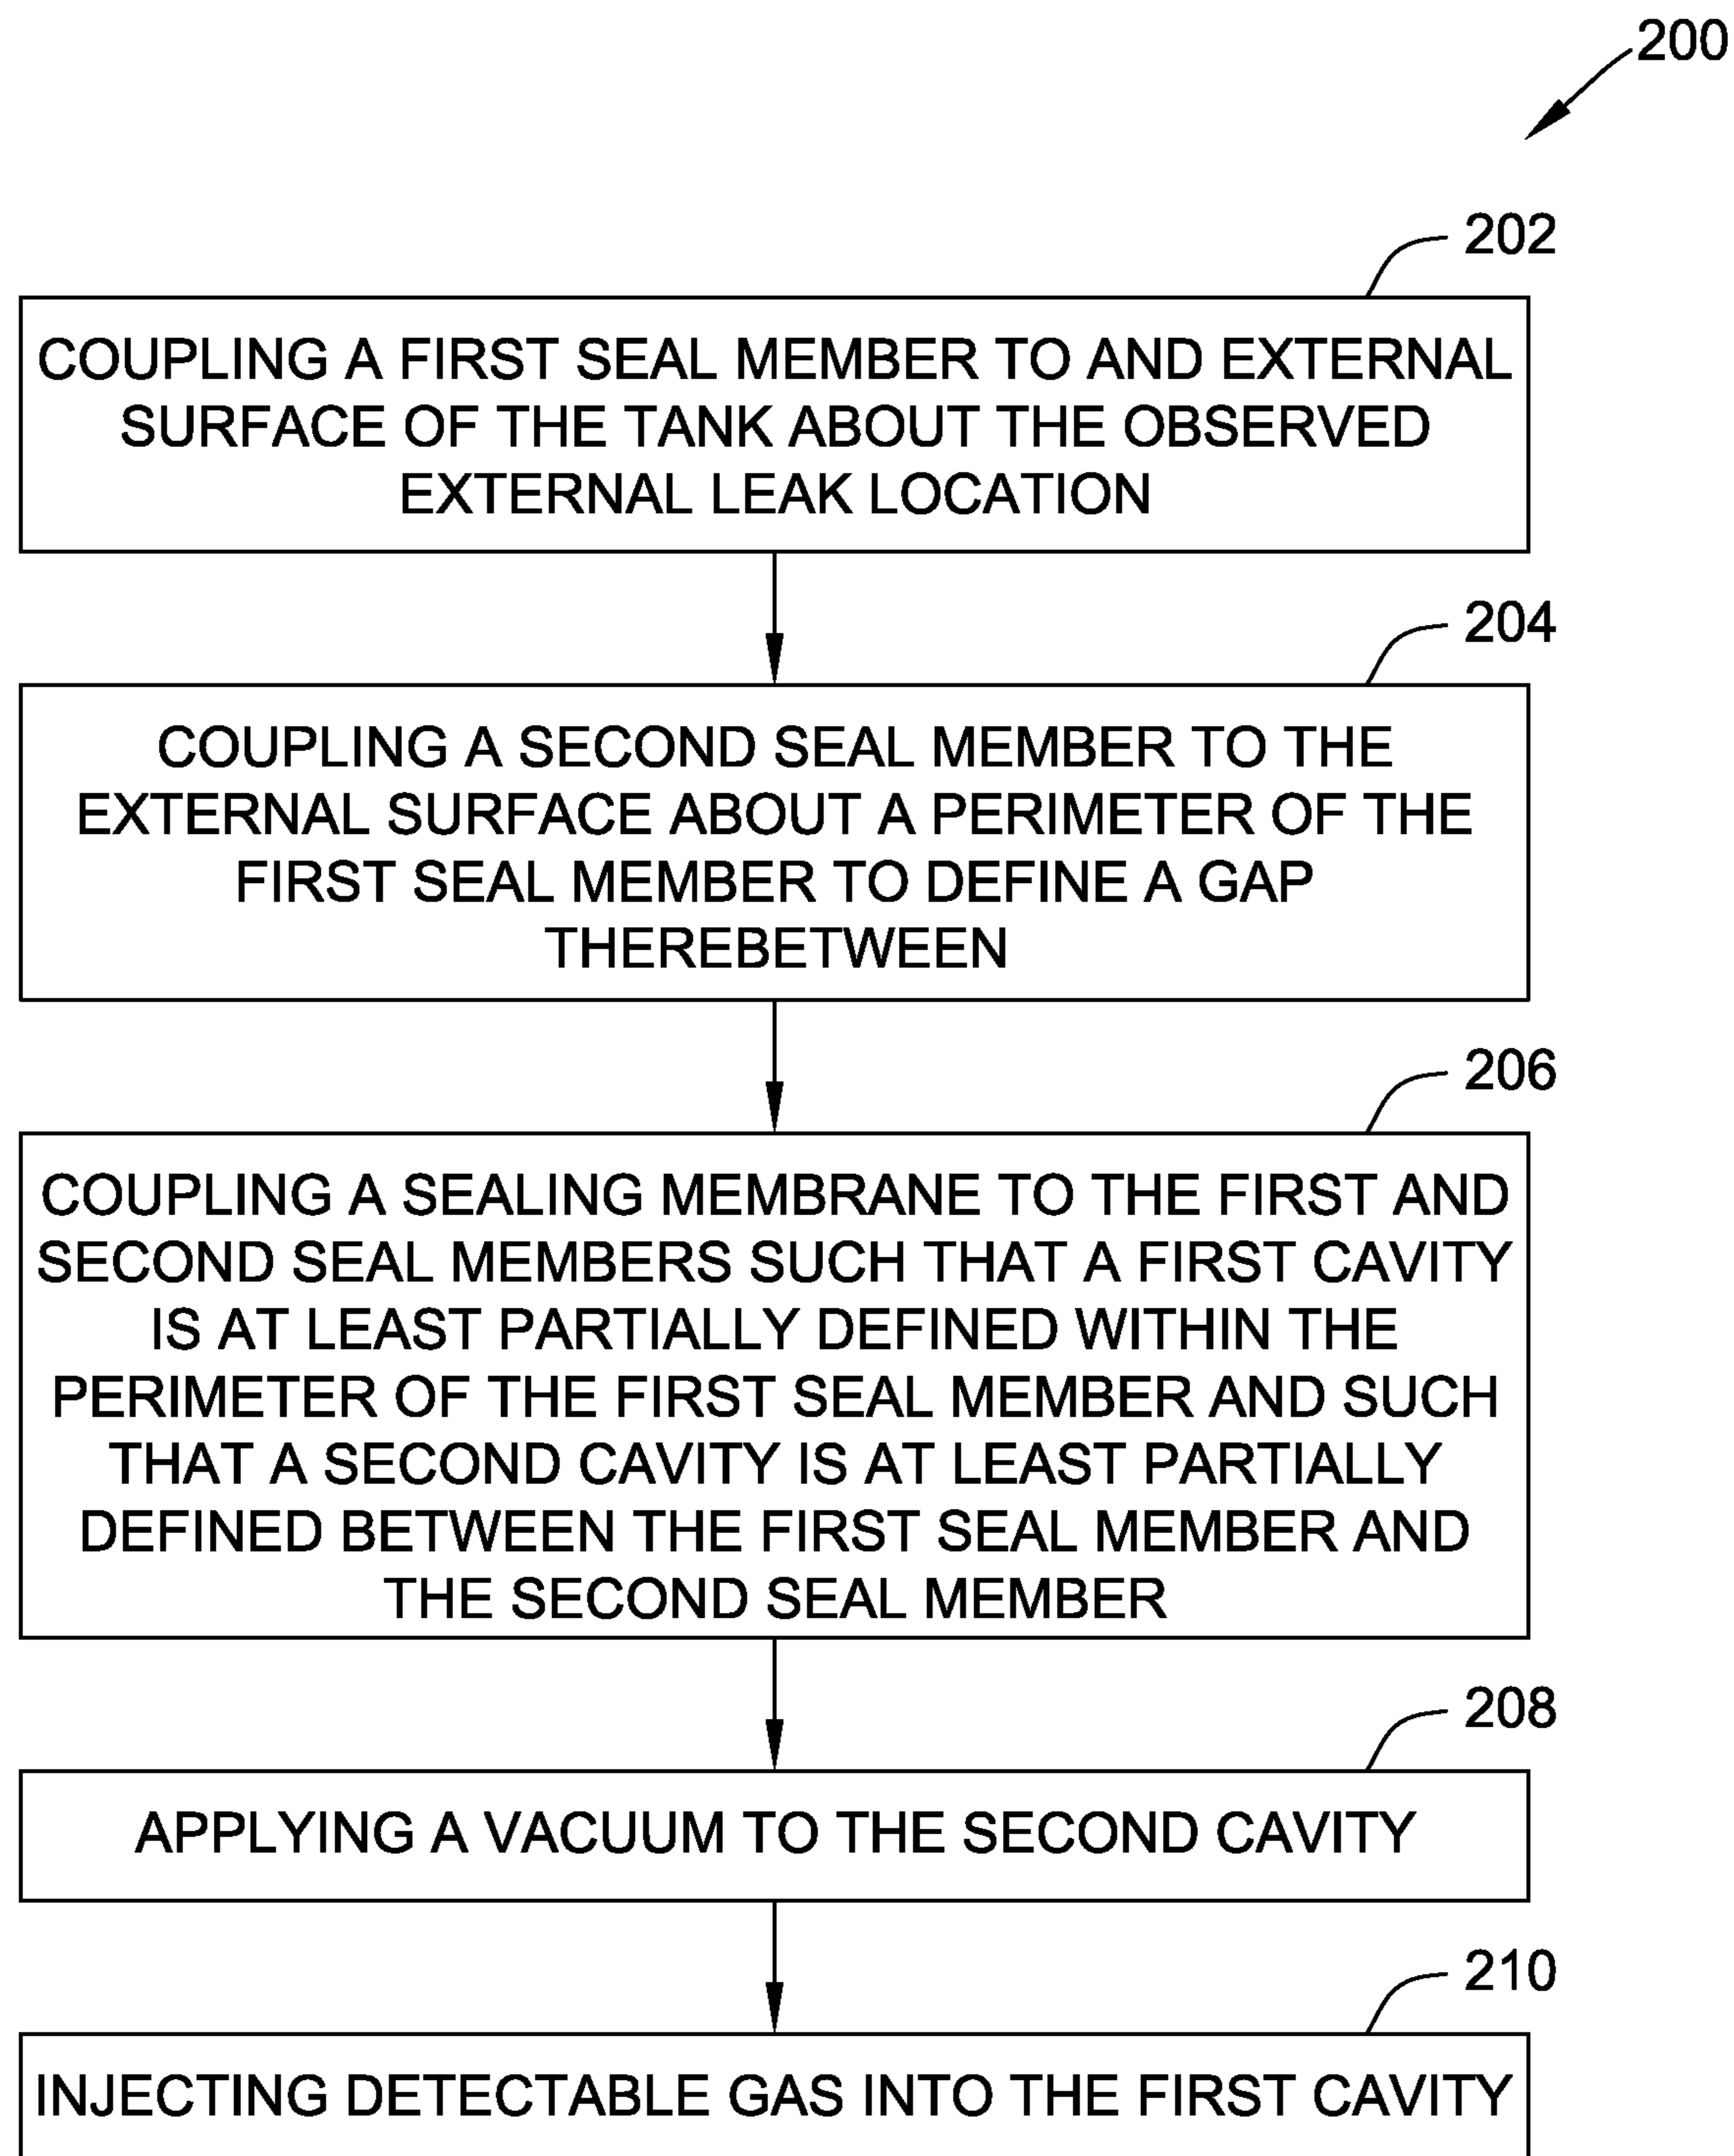 200
202
COUPLING A FIRST SEAL MEMBER TO AND EXTERNAL
SURFACE OF THE TANK ABOUT THE OBSERVED
EXTERNAL LEAK LOCATION
204
COUPLING A SECOND SEAL MEMBER TO THE
EXTERNAL SURFACE ABOUT A PERIMETER OF THE
FIRST SEAL MEMBER TO DEFINE A GAP
THEREBETWEEN
206
COUPLING A SEALING MEMBRANE TO THE FIRST AND
SECOND SEAL MEMBERS SUCH THAT A FIRST CAVITY
IS AT LEAST PARTIALLY DEFINED WITHIN THE
PERIMETER OF THE FIRST SEAL MEMBER AND SUCH
THAT A SECOND CAVITY IS AT LEAST PARTIALLY
DEFINED BETWEEN THE FIRST SEAL MEMBER AND
THE SECOND SEAL MEMBER
208
APPLYING A VACUUM TO THE SECOND CAVITY
210
INJECTING DETECTABLE GAS INTO THE FIRST CAVITY